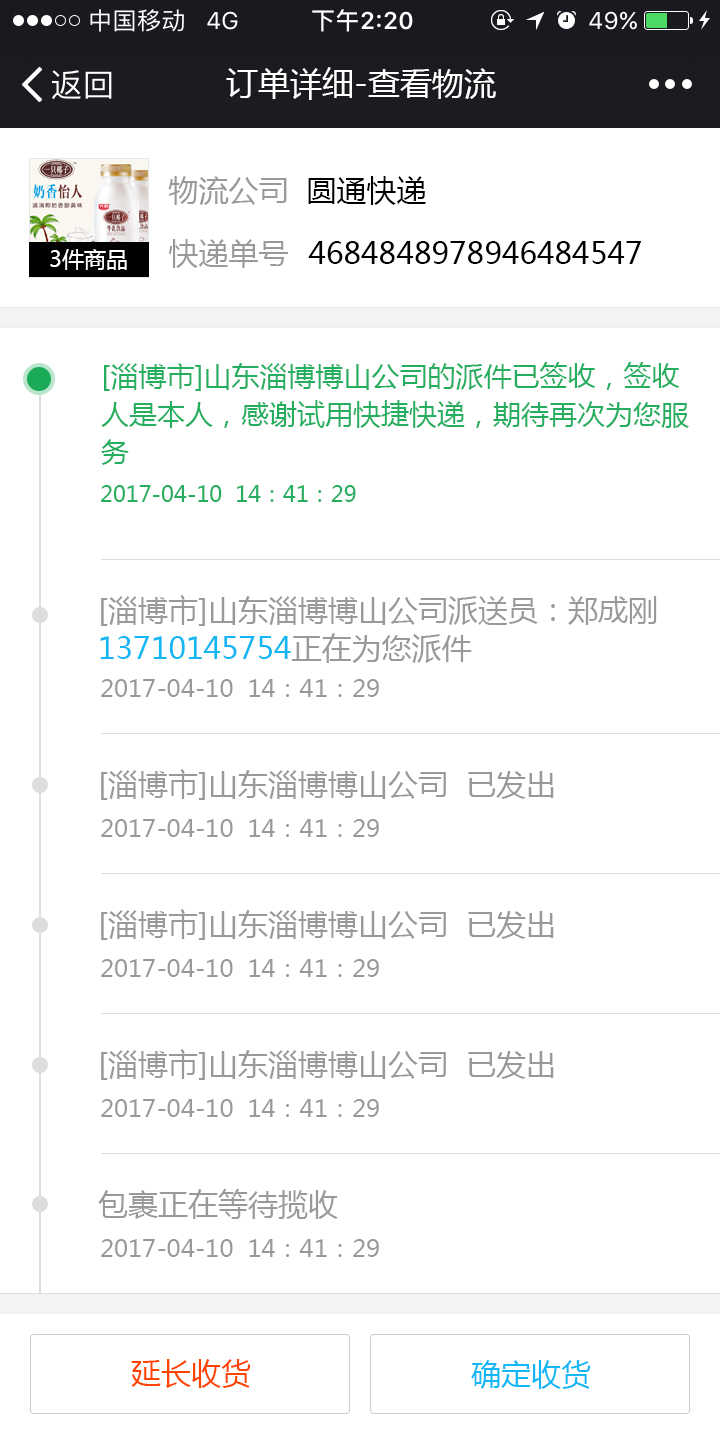 中国移动 4G 下午2:20 49%
返回 订单详细-查看物流
一只椰子
奶香怡人
3件商品
物流公司 圆通快递
快递单号 4684848978946484547
[淄博市]山东淄博博山公司的派件已签收，签收
人是本人，感谢试用快捷快递，期待再次为您服
务
2017-04-10 14：41：29
[淄博市]山东淄博博山公司派送员：郑成刚
13710145754正在为您派件
2017-04-10 14：41：29
[淄博市]山东淄博博山公司 已发出
2017-04-10 14：41：29
[淄博市]山东淄博博山公司 已发出
2017-04-10 14：41：29
[淄博市]山东淄博博山公司 已发出
2017-04-10 14：41：29
包裹正在等待揽收
2017-04-10 14：41：29
延长收货 确定收货